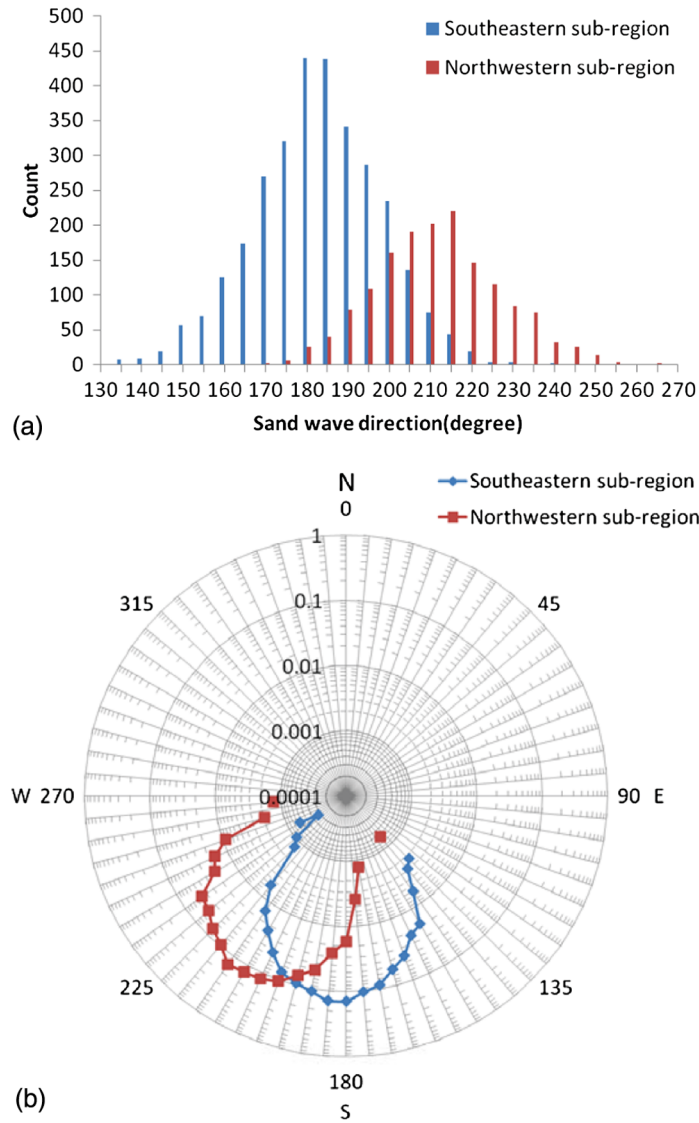 500
450
400
350
300
250
200
150
100
50
0
Count
Southeastern sub-region
Northwestern sub-region
130 140 150 160 170 180 190 200 210 220 230 240 250 260 270
Sand wave direction(degree)
(a)
Southeastern sub-region
Northwestern sub-region
N
0
1
315
0.1
45
0.01
0.001
W 270
0.0001
90 E
225
135
180
S
(b)